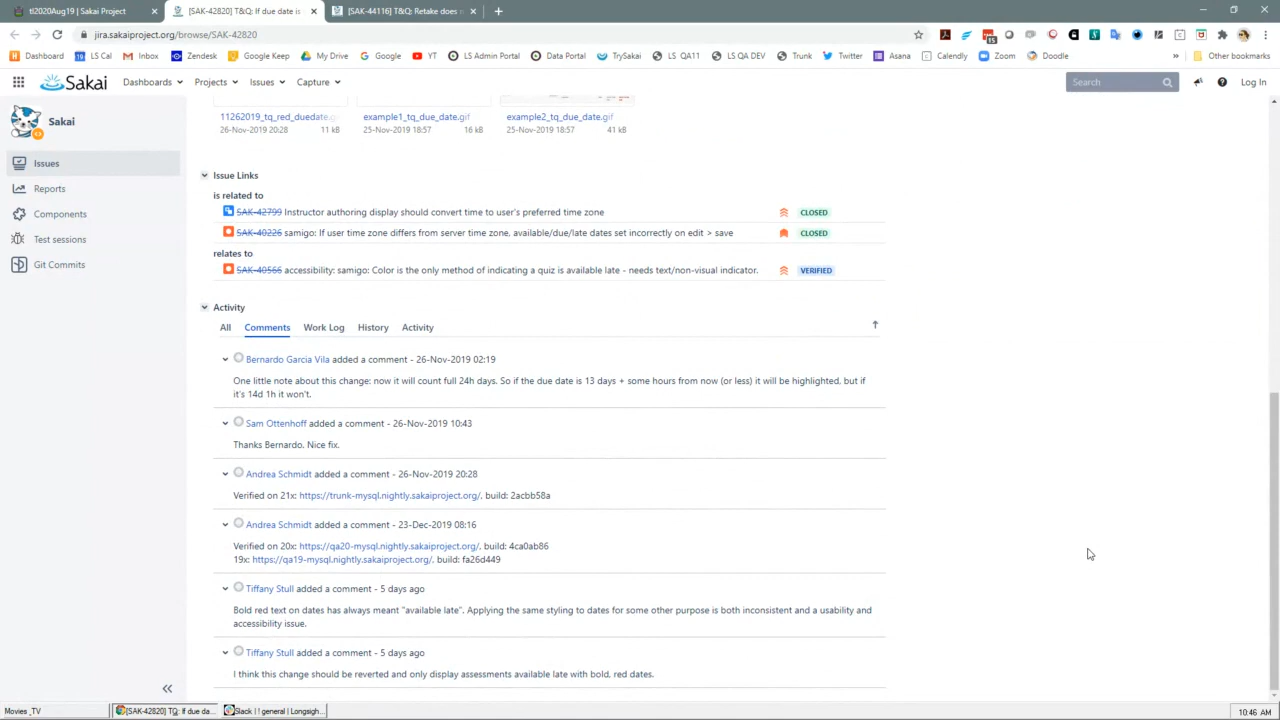 tl2020Aug19 | Sakai Project
[SAK-42820] T&Q: If due date is
[SAK-44116] T&Q: Retake does n
jira.sakaiproject.org/browse/SAK-42820
Dashboard
LS Cal
Inbox
Zendesk
Google Keep
My Drive
Google
YT
LS Admin Portal
Data Portal
TrySakai
LS QA11
LS QA DEV
Trunk
Twitter
Asana
Calendly
Zoom
Doodle
Other bookmarks
Sakai
Dashboards
Projects
Issues
Capture
Search
Log In
Sakai
11262019_tq_red_duedate.g
example1_tq_due_date.gif
example2_tq_due_date.gif
26-Nov-2019 20:28 11 kB
25-Nov-2019 18:57 16 kB
25-Nov-2019 18:57 41 kB
Issues
Reports
Components
Test sessions
Git Commits
Issue Links
is related to
SAK-42799 Instructor authoring display should convert time to user's preferred time zone CLOSED
SAK-40226 samigo: If user time zone differs from server time zone, available/due/late dates set incorrectly on edit > save CLOSED
relates to
SAK-40566 accessibility: samigo: Color is the only method of indicating a quiz is available late - needs text/non-visual indicator. VERIFIED
Activity
All Comments Work Log History Activity
Bernardo Garcia Vila added a comment - 26-Nov-2019 02:19
One little note about this change: now it will count full 24h days. So if the due date is 13 days + some hours from now (or less) it will be highlighted, but if
it's 14d 1h it won't.
Sam Ottenhoff added a comment - 26-Nov-2019 10:43
Thanks Bernardo. Nice fix.
Andrea Schmidt added a comment - 26-Nov-2019 20:28
Verified on 21x: https://trunk-mysql.nightly.sakaiproject.org/. build: 2acbb58a
Andrea Schmidt added a comment - 23-Dec-2019 08:16
Verified on 20x: https://qa20-mysql.nightly.sakaiproject.org/. build: 4ca0ab86
19x: https://qa19-mysql.nightly.sakaiproject.org/. build: fa26d449
Tiffany Stull added a comment - 5 days ago
Bold red text on dates has always meant "available late". Applying the same styling to dates for some other purpose is both inconsistent and a usability and
accessibility issue.
Tiffany Stull added a comment - 5 days ago
I think this change should be reverted and only display assessments available late with bold, red dates.
Movies_TV
[SAK-42820] TQ: If due da...
Slack | ! general | Longsigh...
10:46 AM